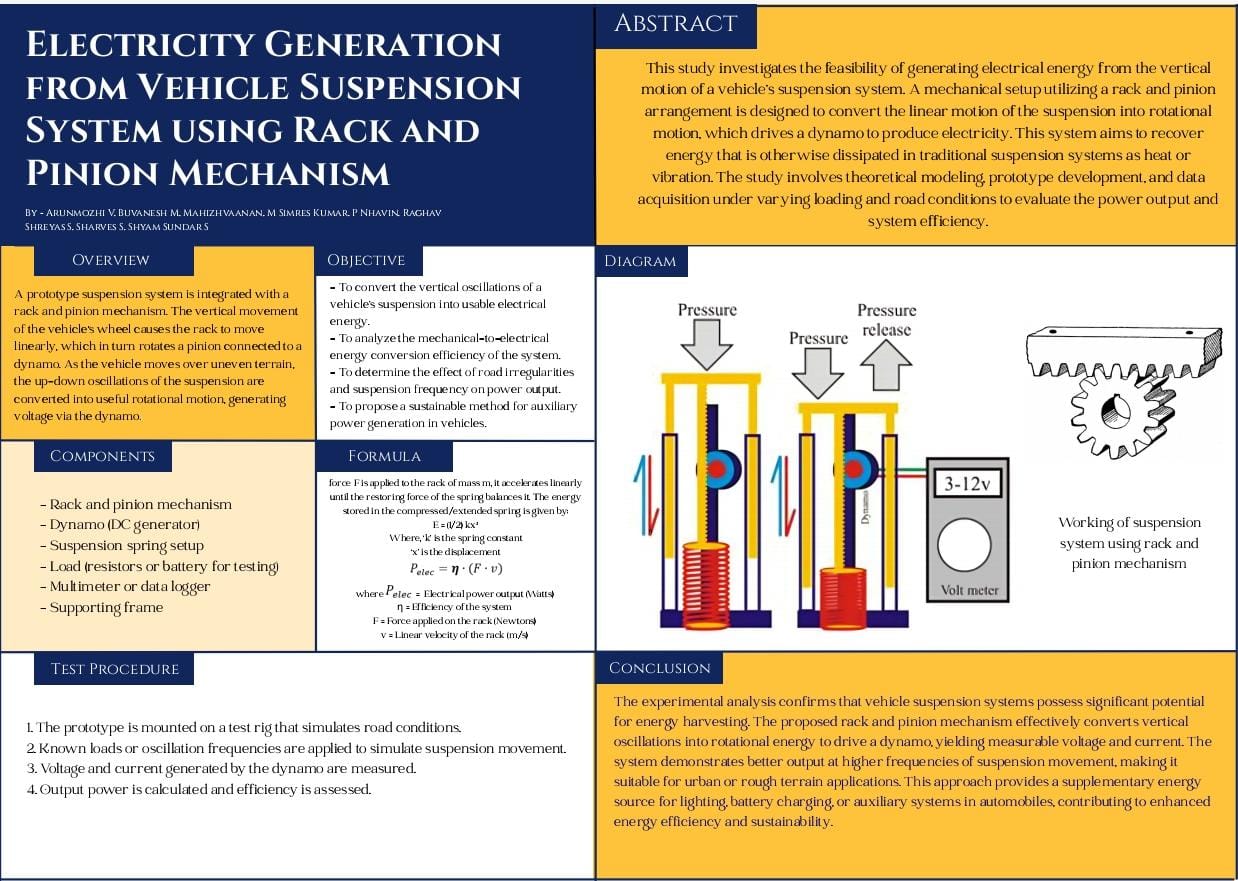 Electricity Generation
from Vehicle Suspension
System using Rack and
Pinion Mechanism
By - Arunmozhi V, Buvanesh M, Mahizhvaanan, M Simres Kumar, P Nhavin, Raghav
Shreyas S, Sharves S, Shyam Sundar S
Abstract
This study investigates the feasibility of generating electrical energy from the vertical
motion of a vehicle's suspension system. A mechanical setup utilizing a rack and pinion
arrangement is designed to convert the linear motion of the suspension into rotational
motion, which drives a dynamo to produce electricity. This system aims to recover
energy that is otherwise dissipated in traditional suspension systems as heat or
vibration. The study involves theoretical modeling, prototype development, and data
acquisition under varying loading and road conditions to evaluate the power output and
system efficiency.
Overview
A prototype suspension system is integrated with a
rack and pinion mechanism. The vertical movement
of the vehicle's wheel causes the rack to move
linearly, which in turn rotates a pinion connected to a
dynamo. As the vehicle moves over uneven terrain,
the up-down oscillations of the suspension are
converted into useful rotational motion, generating
voltage via the dynamo.
Objective
- To convert the vertical oscillations of a
vehicle's suspension into usable electrical
energy.
- To analyze the mechanical-to-electrical
energy conversion efficiency of the system.
- To determine the effect of road irregularities
and suspension frequency on power output.
- To propose a sustainable method for auxiliary
power generation in vehicles.
Components
- Rack and pinion mechanism
- Dynamo (DC generator)
- Suspension spring setup
- Load (resistors or battery for testing)
- Multimeter or data logger
- Supporting frame
Formula
force F is applied to the rack of mass m, it accelerates linearly
until the restoring force of the spring balances it. The energy
stored in the compressed/extended spring is given by:
E = (1/2) kx²
Where, 'k' is the spring constant
'x' is the displacement
P_elec = η · (F · v)
where P_elec = Electrical power output (Watts)
η = Efficiency of the system
F = Force applied on the rack (Newtons)
v = Linear velocity of the rack (m/s)
Diagram
Pressure
Pressure
Pressure
release
Dynamo
3-12v
Volt meter
Working of suspension
system using rack and
pinion mechanism
Test Procedure
1. The prototype is mounted on a test rig that simulates road conditions.
2. Known loads or oscillation frequencies are applied to simulate suspension movement.
3. Voltage and current generated by the dynamo are measured.
4. Output power is calculated and efficiency is assessed.
Conclusion
The experimental analysis confirms that vehicle suspension systems possess significant potential
for energy harvesting. The proposed rack and pinion mechanism effectively converts vertical
oscillations into rotational energy to drive a dynamo, yielding measurable voltage and current. The
system demonstrates better output at higher frequencies of suspension movement, making it
suitable for urban or rough terrain applications. This approach provides a supplementary energy
source for lighting, battery charging, or auxiliary systems in automobiles, contributing to enhanced
energy efficiency and sustainability.